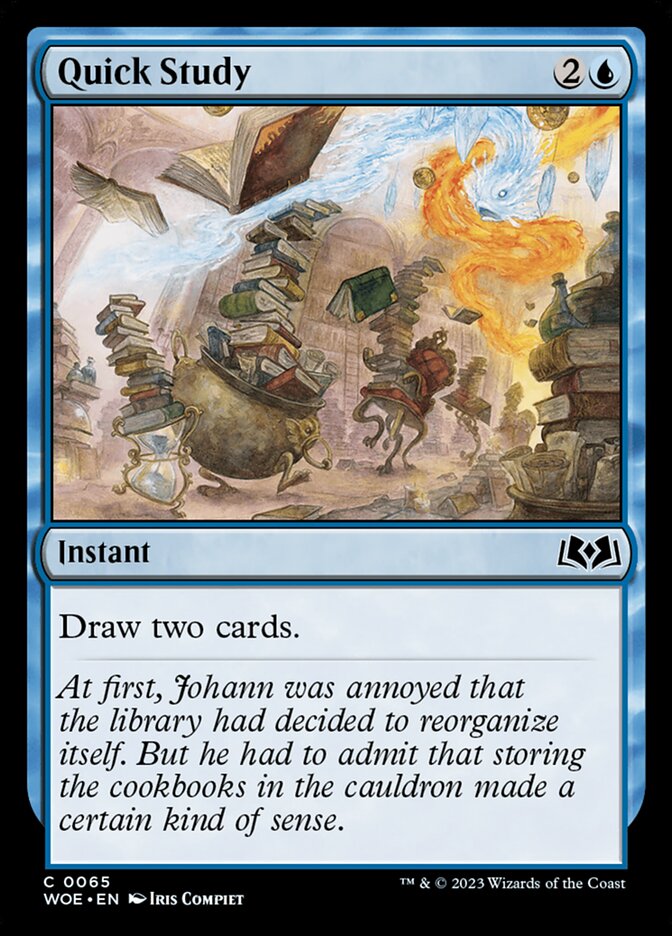 Quick Study 2
Instant
Draw two cards.
At first, Johann was annoyed that
the library had decided to reorganize
itself. But he had to admit that storing
the cookbooks in the cauldron made a
certain kind of sense.
C 0065
WOE • EN Iris Compiet
™ & © 2023 Wizards of the Coast